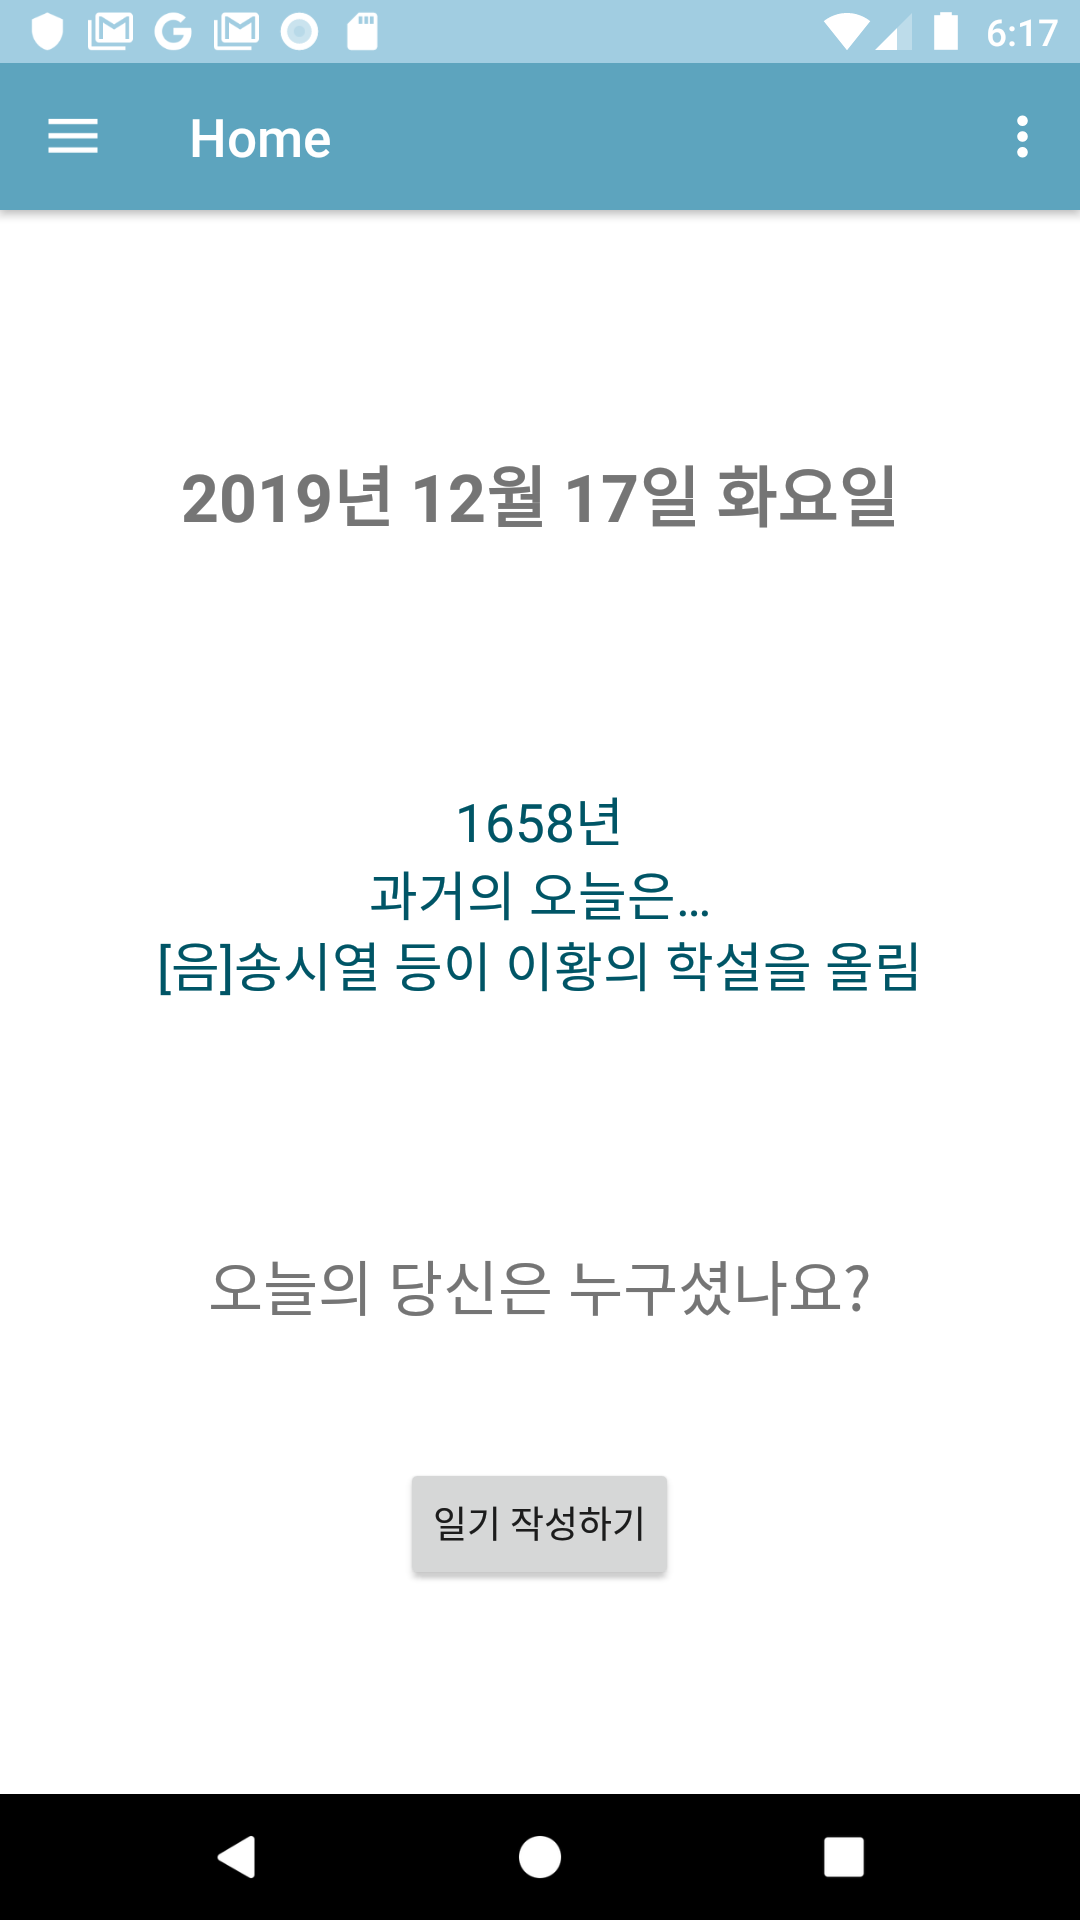 6:17
Home
2019년 12월 17일 화요일
1658년
과거의 오늘은...
[음]송시열 등이 이황의 학설을 올림
오늘의 당신은 누구셨나요?
일기 작성하기